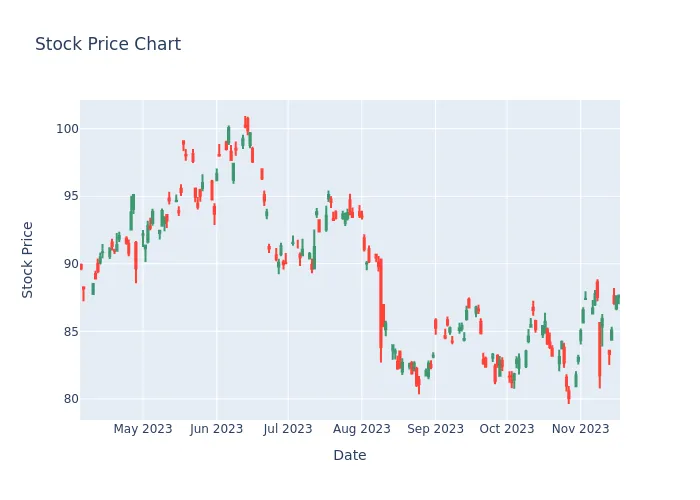 Stock Price Chart
Stock Price
100
95
90
85
80
May 2023
Jun 2023
Jul 2023
Aug 2023
Sep 2023
Oct 2023
Nov 2023
Date